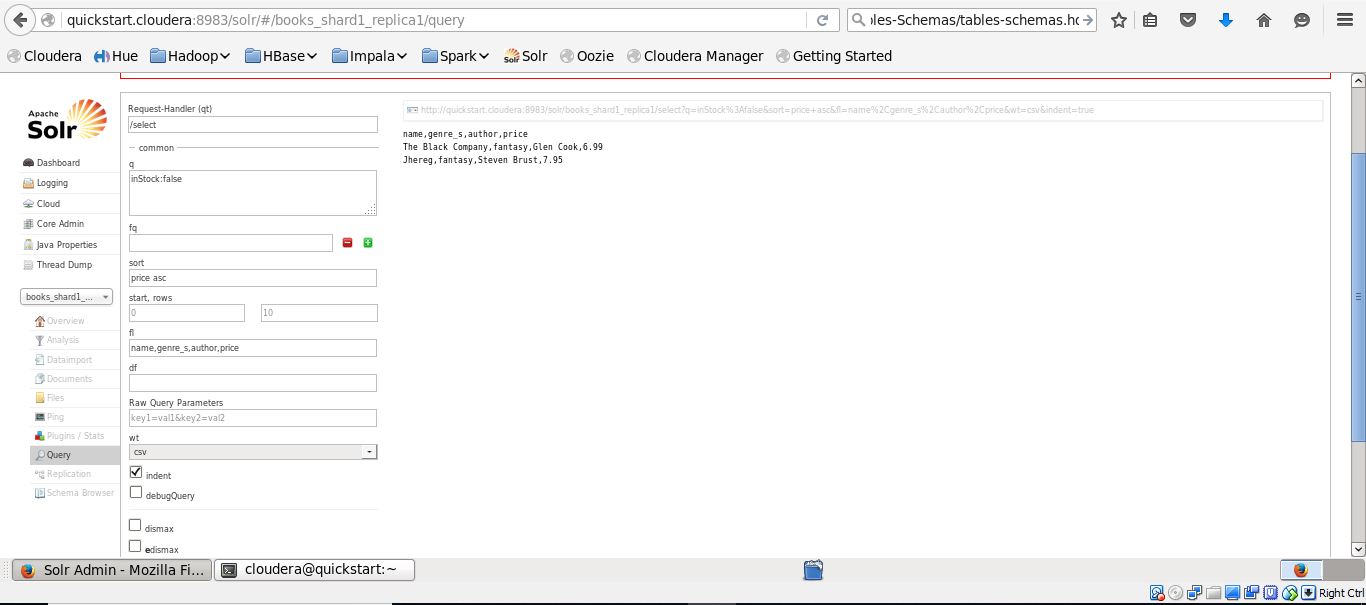 quickstart.cloudera:8983/solr/#/books_shard1_replica1/query
les-Schemas/tables-schemas.ho
Cloudera Hue Hadoop HBase Impala Spark Solr Oozie Cloudera Manager Getting Started
Apache
Solr
Dashboard
Logging
Cloud
Core Admin
Java Properties
Thread Dump
books_shard1_...
Overview
Analysis
Dataimport
Documents
Files
Ping
Plugins / Stats
Query
Replication
Schema Browser
Request-Handler (qt)
/select
common
q
inStock:false
fq
sort
price asc
start, rows
0 10
fl
name,genre_s,author,price
df
Raw Query Parameters
key1=val1&key2=val2
wt
csv
indent
debugQuery
dismax
edismax
http://quickstart.cloudera:8983/solr/books_shard1_replica1/select?q=inStock%3Afalse&sort=price+asc&fl=name%2Cgenre_s%2Cauthor%2Cprice&wt=csv&indent=true
name,genre_s,author,price
The Black Company,fantasy,Glen Cook,6.99
Jhereg,fantasy,Steven Brust,7.95
Solr Admin - Mozilla Fi... cloudera@quickstart:~
Right Ctrl